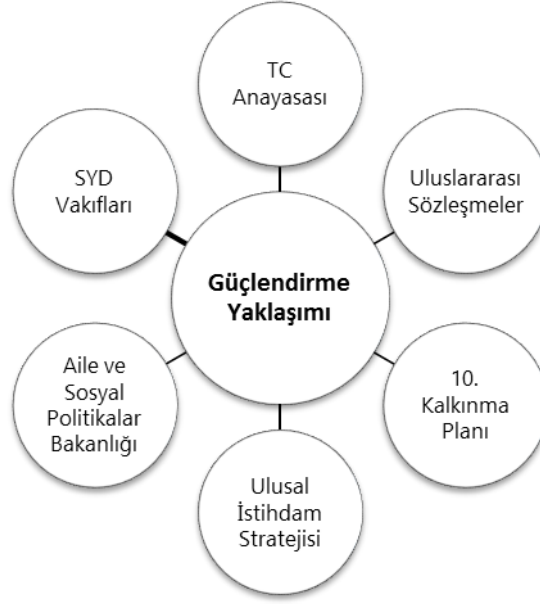 TC
Anayasası
SYD
Vakıfları
Uluslararası
Sözleşmeler
Güçlendirme
Yaklaşımı
Aile ve
Sosyal
Politikalar
Bakanlığı
10.
Kalkınma
Planı
Ulusal
İstihdam
Stratejisi